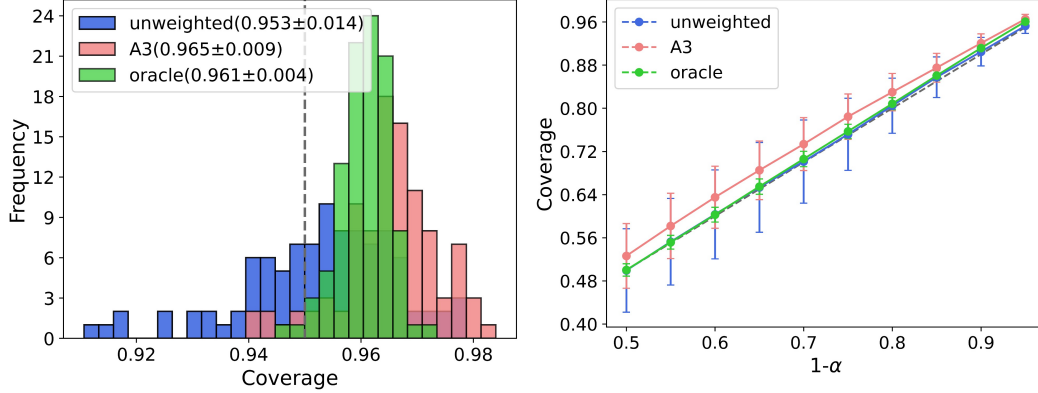 24
21
18
15
12
9
6
3
0
Frequency
unweighted(0.953±0.014)
A3(0.965±0.009)
oracle(0.961±0.004)
0.92
0.94
0.96
0.98
Coverage
0.96
0.88
0.80
0.72
0.64
0.56
0.48
0.40
Coverage
unweighted
A3
oracle
0.5
0.6
0.7
0.8
0.9
1-α